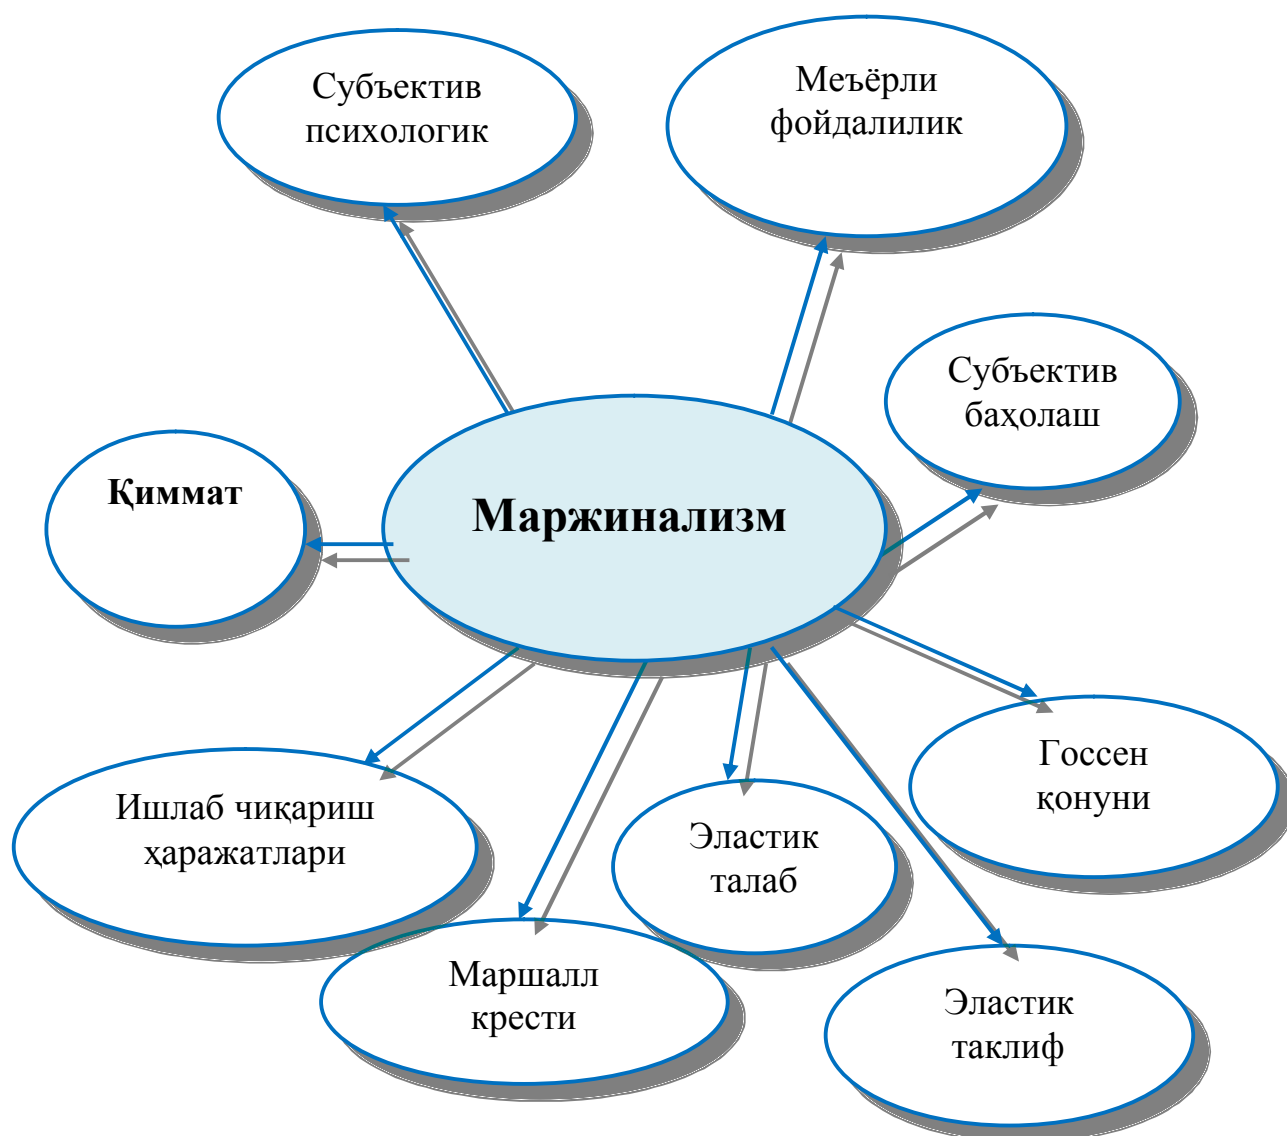 Субъектив
психологик
Меъёрли
фойдалилик
Субъектив
баҳолаш
Қиммат
Маржинализм
Госсен
қонуни
Ишлаб чиқариш
ҳаражатлари
Эластик
талаб
Маршалл
крести
Эластик
таклиф